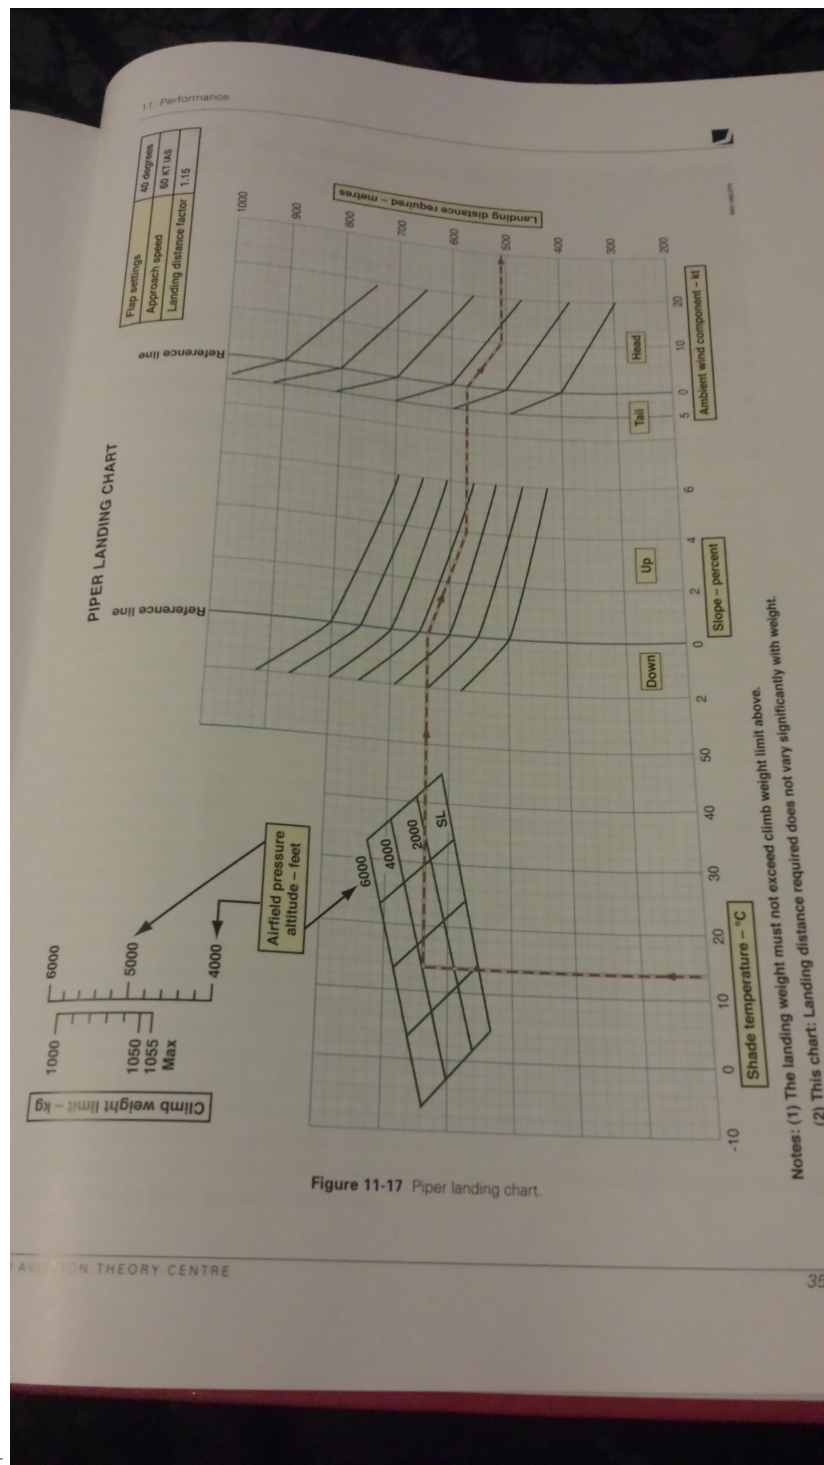 11 Performance
PIPER LANDING CHART
Flap settings 40 degrees
Approach speed 60 KT IAS
Landing distance factor 1.15
Climb weight limit – kg
1000
1050
1055
Max
6000
5000
4000
Airfield pressure
altitude – feet
6000
4000
2000
SL
Reference line
Reference line
1000
900
800
700
600
500
400
300
200
Landing distance required – metres
Down
Up
Tail
Head
-10
0
10
20
30
40
50
Shade temperature – °C
2
0
2
4
6
Slope – percent
5
0
10
20
Ambient wind component – kt
Notes: (1) The landing weight must not exceed climb weight limit above.
(2) This chart: Landing distance required does not vary significantly with weight.
Figure 11-17 Piper landing chart.
THEORY CENTRE